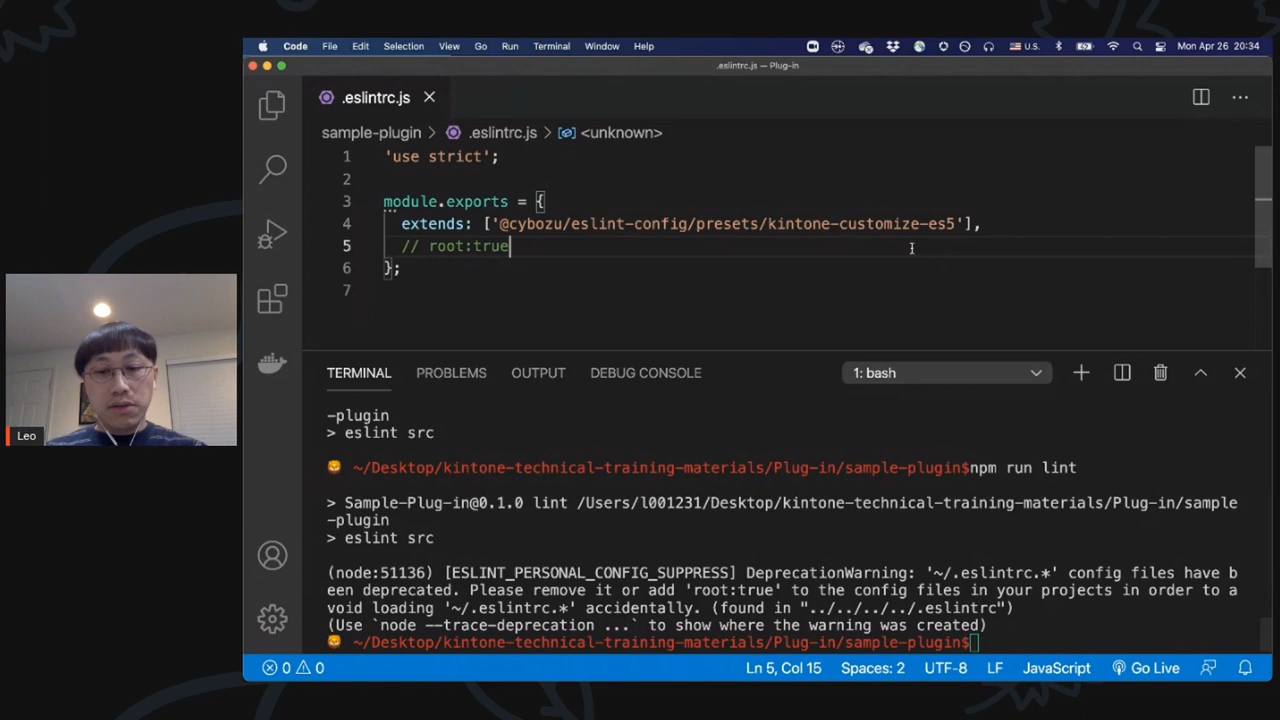 Code File Edit Selection View Go Run Terminal Window Help U.S. Mon Apr 26 20:34
.eslintrc.js — Plug-in
.eslintrc.js
sample-plugin > .eslintrc.js > <unknown>
1 'use strict';
2
3 module.exports = {
4 extends: ['@cybozu/eslint-config/presets/kintone-customize-es5'],
5 // root:true
6 };
7
TERMINAL PROBLEMS OUTPUT DEBUG CONSOLE 1: bash
-plugin
> eslint src
~/Desktop/kintone-technical-training-materials/Plug-in/sample-plugin$npm run lint
> Sample-Plug-in@0.1.0 lint /Users/l001231/Desktop/kintone-technical-training-materials/Plug-in/sample
-plugin
> eslint src
(node:51136) [ESLINT_PERSONAL_CONFIG_SUPPRESS] DeprecationWarning: '~/.eslintrc.*' config files have b
een deprecated. Please remove it or add 'root:true' to the config files in your projects in order to a
void loading '~/.eslintrc.*' accidentally. (found in "../../../../.eslintrc")
(Use `node --trace-deprecation ...` to show where the warning was created)
~/Desktop/kintone-technical-training-materials/Plug-in/sample-plugin$
0 0 Ln 5, Col 15 Spaces: 2 UTF-8 LF JavaScript Go Live
Leo